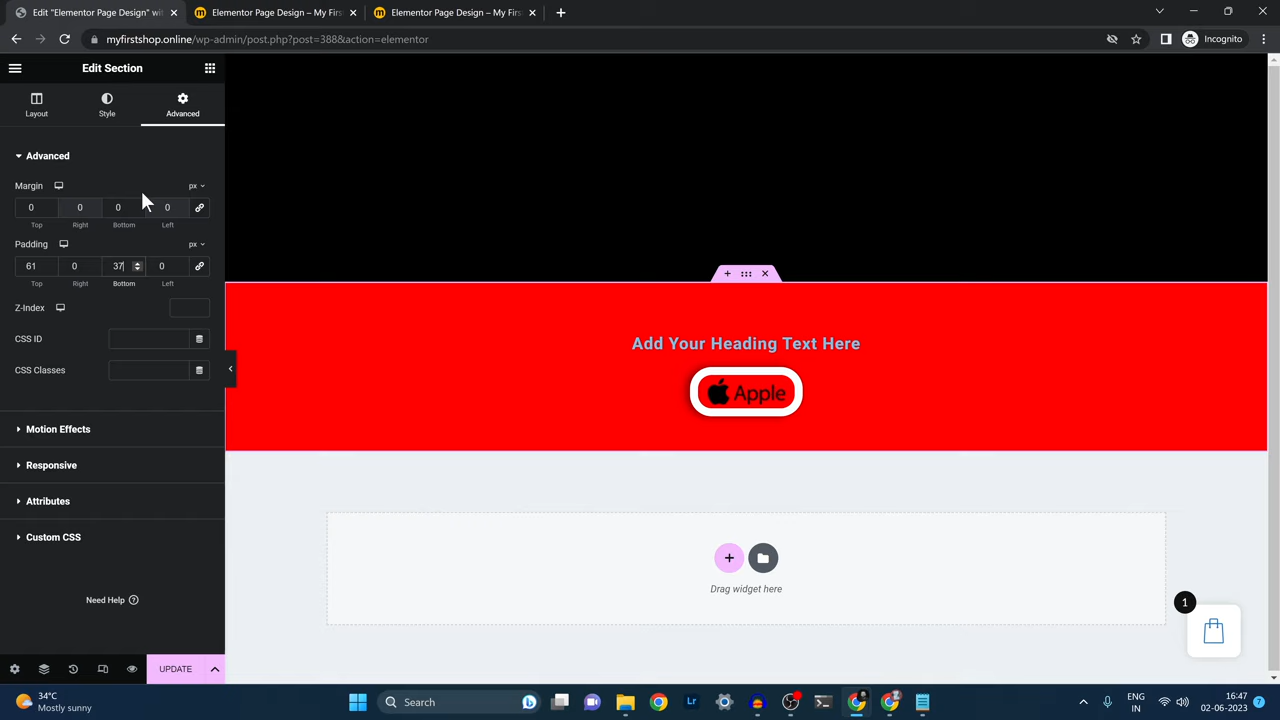 Edit "Elementor Page Design" wit
Elementor Page Design – My Firs
Elementor Page Design – My Firs
myfirstshop.online/wp-admin/post.php?post=388&action=elementor
Incognito
Edit Section
Layout
Style
Advanced
Advanced
Margin
px
0
0
0
0
Top
Right
Bottom
Left
Padding
px
61
0
37
0
Top
Right
Bottom
Left
Z-Index
CSS ID
CSS Classes
Motion Effects
Responsive
Attributes
Custom CSS
Need Help
UPDATE
Add Your Heading Text Here
Apple
Drag widget here
1
34°C
Mostly sunny
Search
Lr
ENG
IN
16:47
02-06-2023
7